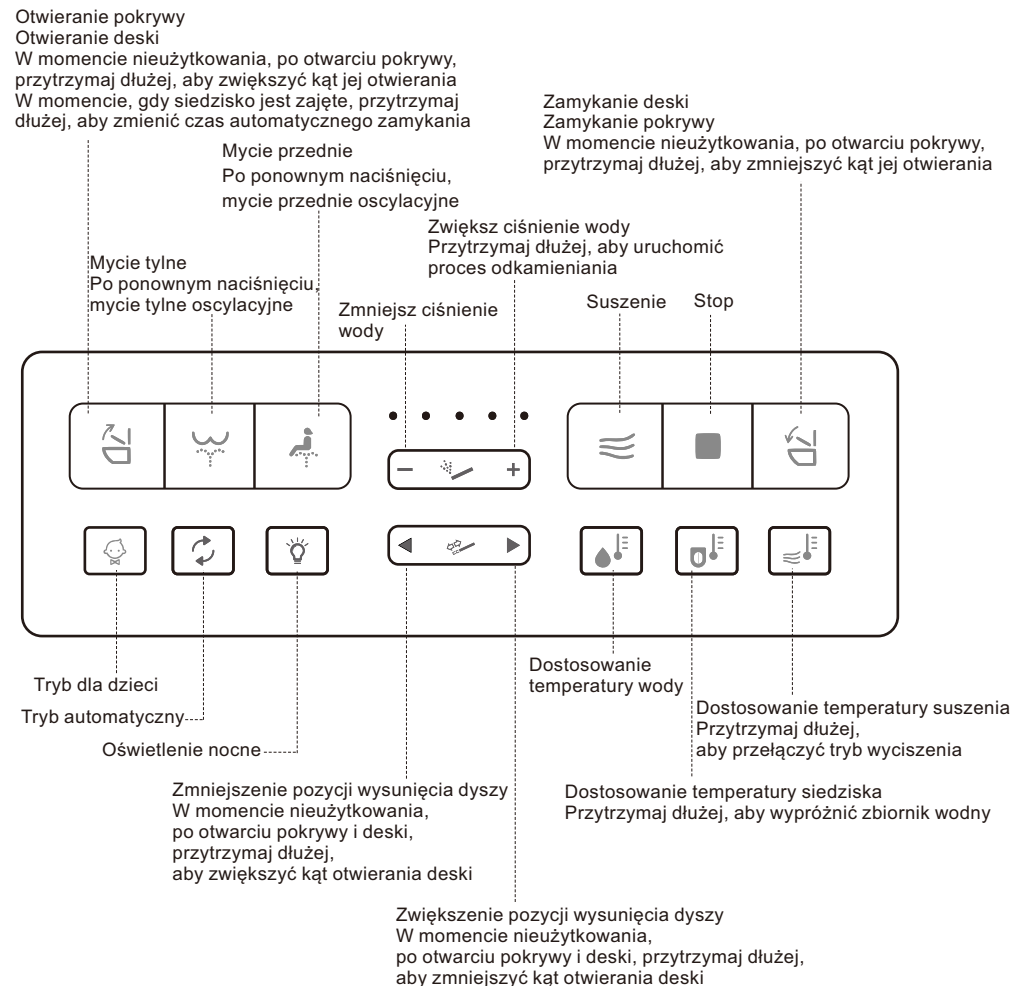 Otwieranie pokrywy
Otwieranie deski
W momencie nieużytkowania, po otwarciu pokrywy,
przytrzymaj dłużej, aby zwiększyć kąt jej otwierania
W momencie, gdy siedzisko jest zajęte, przytrzymaj
dłużej, aby zmienić czas automatycznego zamykania
Zamykanie deski
Zamykanie pokrywy
W momencie nieużytkowania, po otwarciu pokrywy,
przytrzymaj dłużej, aby zmniejszyć kąt jej otwierania
Mycie przednie
Po ponownym naciśnięciu,
mycie przednie oscylacyjne
Zwiększ ciśnienie wody
Przytrzymaj dłużej, aby uruchomić
proces odkamieniania
Mycie tylne
Po ponownym naciśnięciu,
mycie tylne oscylacyjne
Zmniejsz ciśnienie
wody
Suszenie
Stop
Dostosowanie
temperatury wody
Tryb dla dzieci
Tryb automatyczny
Oświetlenie nocne
Dostosowanie temperatury suszenia
Przytrzymaj dłużej,
aby przełączyć tryb wyciszenia
Zmniejszenie pozycji wysunięcia dyszy
W momencie nieużytkowania,
po otwarciu pokrywy i deski,
przytrzymaj dłużej,
aby zwiększyć kąt otwierania deski
Dostosowanie temperatury siedziska
Przytrzymaj dłużej, aby wypróżnić zbiornik wodny
Zwiększenie pozycji wysunięcia dyszy
W momencie nieużytkowania,
po otwarciu pokrywy i deski, przytrzymaj dłużej,
aby zmniejszyć kąt otwierania deski